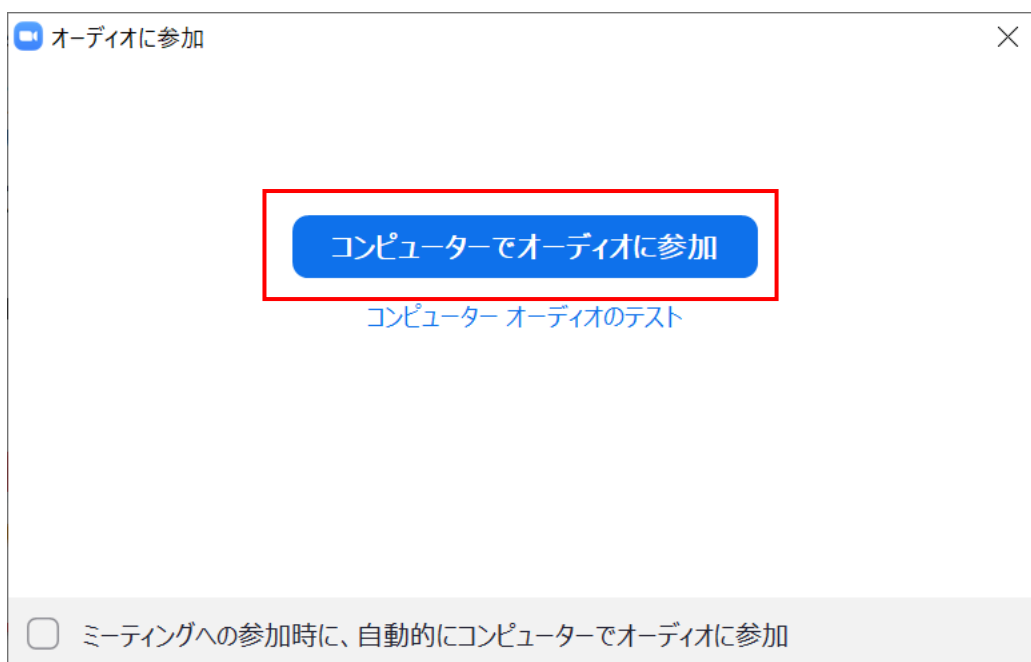 オーディオに参加
コンピューターでオーディオに参加
コンピューター オーディオのテスト
ミーティングへの参加時に、自動的にコンピューターでオーディオに参加